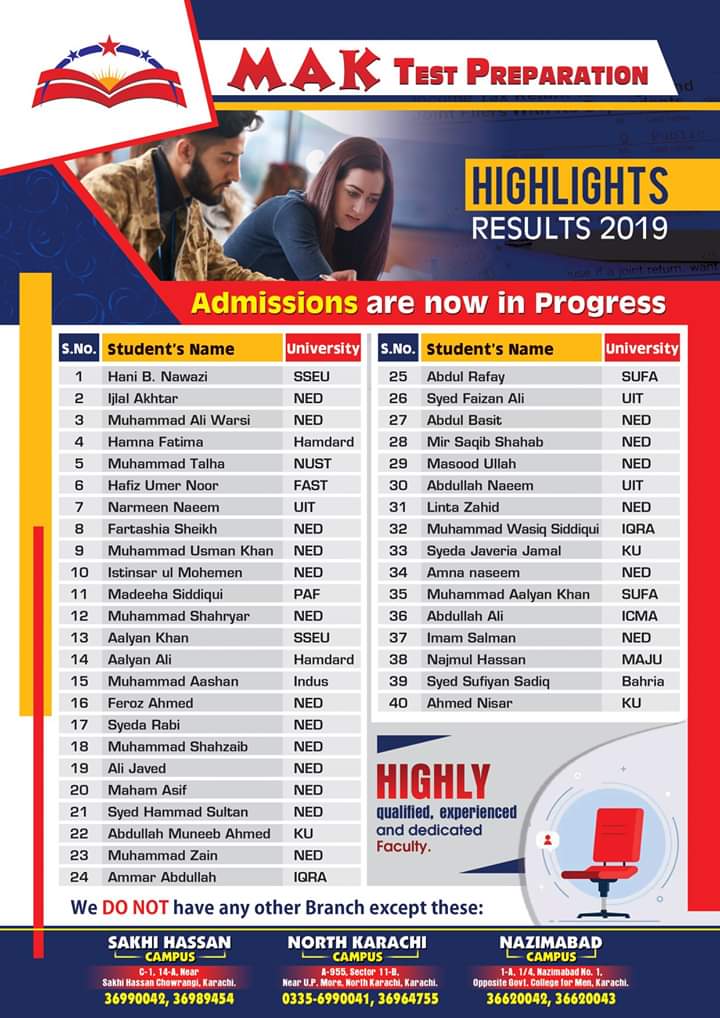 MAK TEST PREPARATION
HIGHLIGHTS
RESULTS 2019
Admissions are now in Progress
S.No. Student's Name University
1 Hani B. Nawazi SSEU
2 Ijlal Akhtar NED
3 Muhammad Ali Warsi NED
4 Hamna Fatima Hamdard
5 Muhammad Talha NUST
6 Hafiz Umer Noor FAST
7 Narmeen Naeem UIT
8 Fartashia Sheikh NED
9 Muhammad Usman Khan NED
10 Istinsar ul Mohemen NED
11 Madeeha Siddiqui PAF
12 Muhammad Shahryar NED
13 Aalyan Khan SSEU
14 Aalyan Ali Hamdard
15 Muhammad Aashan Indus
16 Feroz Ahmed NED
17 Syeda Rabi NED
18 Muhammad Shahzaib NED
19 Ali Javed NED
20 Maham Asif NED
21 Syed Hammad Sultan NED
22 Abdullah Muneeb Ahmed KU
23 Muhammad Zain NED
24 Ammar Abdullah IQRA
S.No. Student's Name University
25 Abdul Rafay SUFA
26 Syed Faizan Ali UIT
27 Abdul Basit NED
28 Mir Saqib Shahab NED
29 Masood Ullah NED
30 Abdullah Naeem UIT
31 Linta Zahid NED
32 Muhammad Wasiq Siddiqui IQRA
33 Syeda Javeria Jamal KU
34 Amna naseem NED
35 Muhammad Aalyan Khan SUFA
36 Abdullah Ali ICMA
37 Imam Salman NED
38 Najmul Hassan MAJU
39 Syed Sufiyan Sadiq Bahria
40 Ahmed Nisar KU
HIGHLY
qualified, experienced
and dedicated
Faculty.
We DO NOT have any other Branch except these:
SAKHI HASSAN
CAMPUS
C-1, 14-A, Near
Sakhi Hassan Chowrangi, Karachi.
36990042, 36989454
NORTH KARACHI
CAMPUS
A-955, Sector 11-B,
Near U.P. More, North Karachi, Karachi.
0335-6990041, 36964755
NAZIMABAD
CAMPUS
1-A, 1/4, Nazimabad No. 1,
Opposite Govt. College for Men, Karachi.
36620042, 36620043